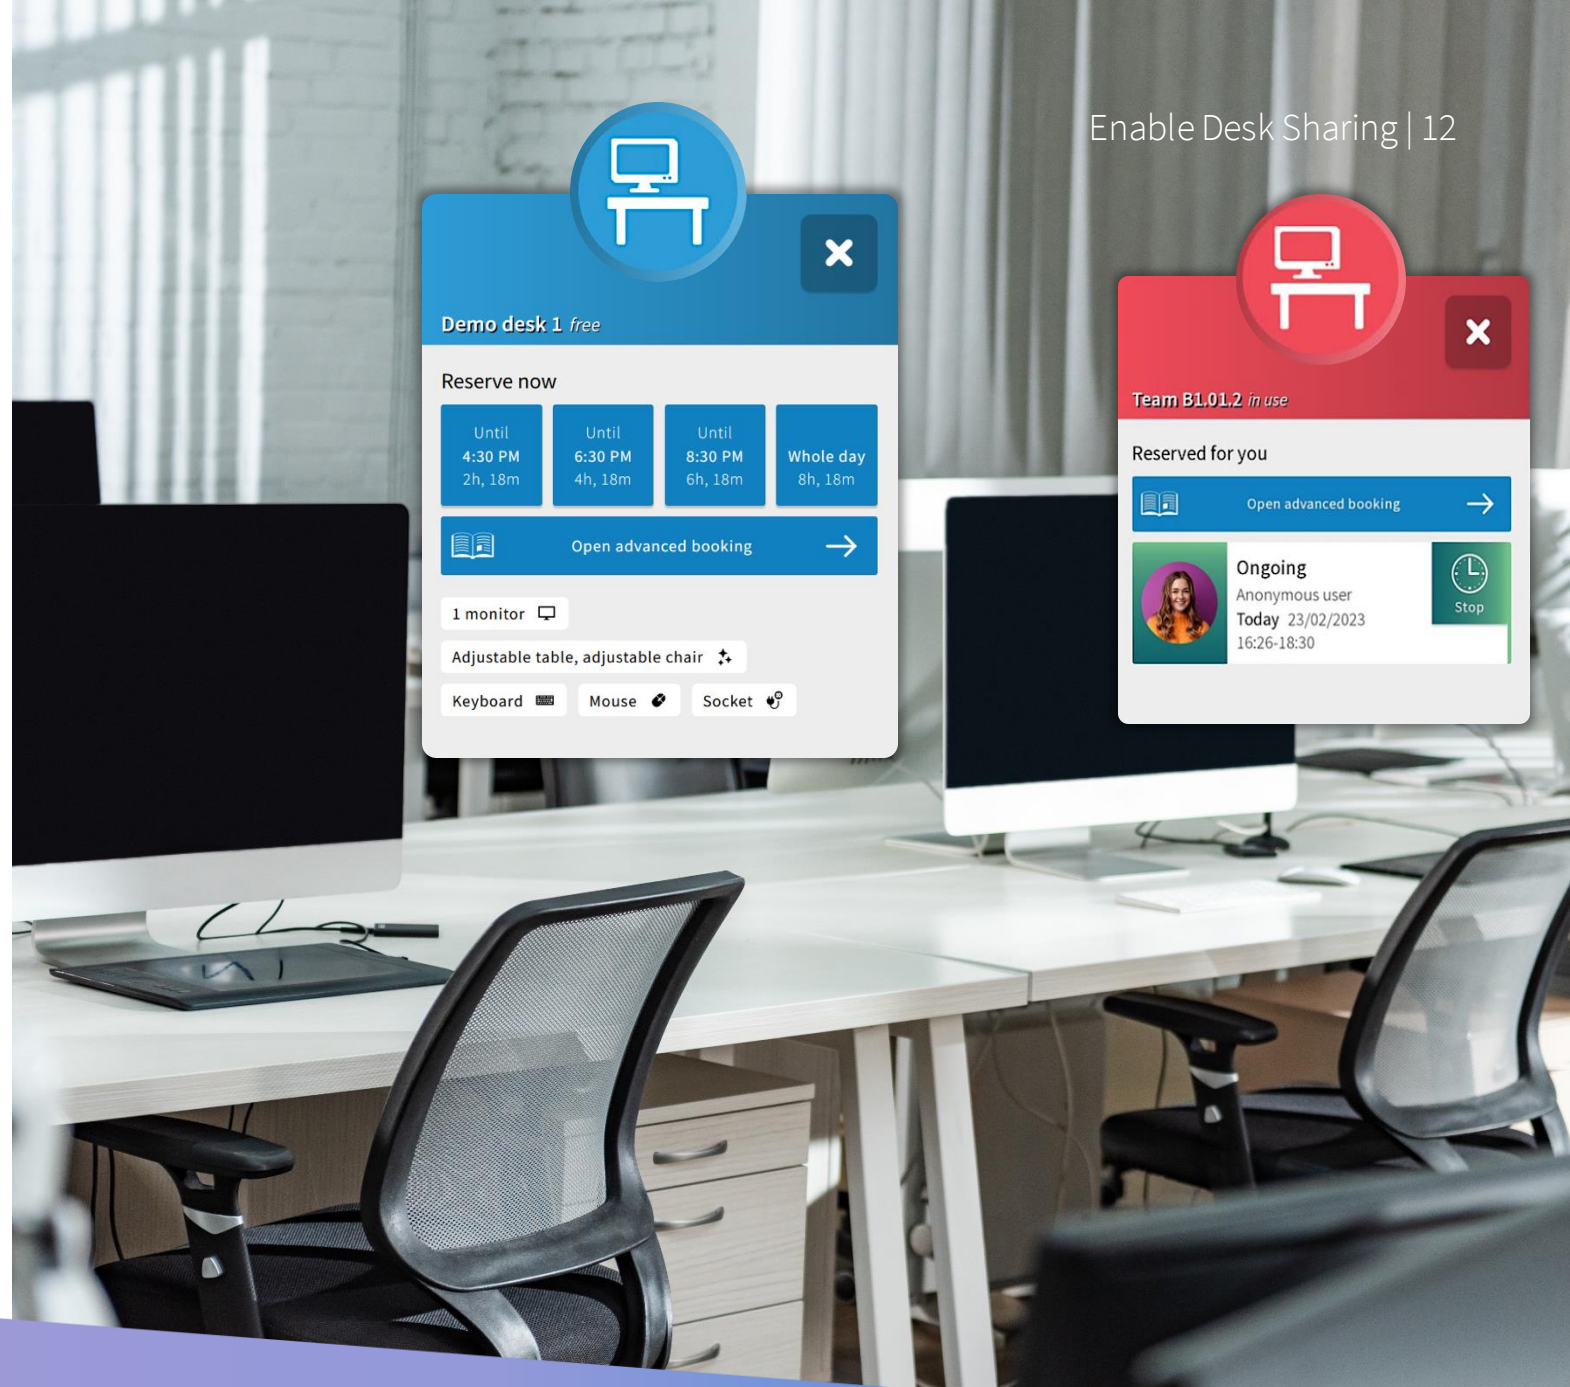 Enable Desk Sharing | 12
Demo desk 1 free
Reserve now
Until
4:30 PM
2h, 18m
Until
6:30 PM
4h, 18m
Until
8:30 PM
6h, 18m
Whole day
8h, 18m
Open advanced booking
1 monitor
Adjustable table, adjustable chair
Keyboard
Mouse
Socket
Team B1.01.2 in use
Reserved for you
Open advanced booking
Ongoing
Anonymous user
Today 23/02/2023
16:26-18:30
Stop